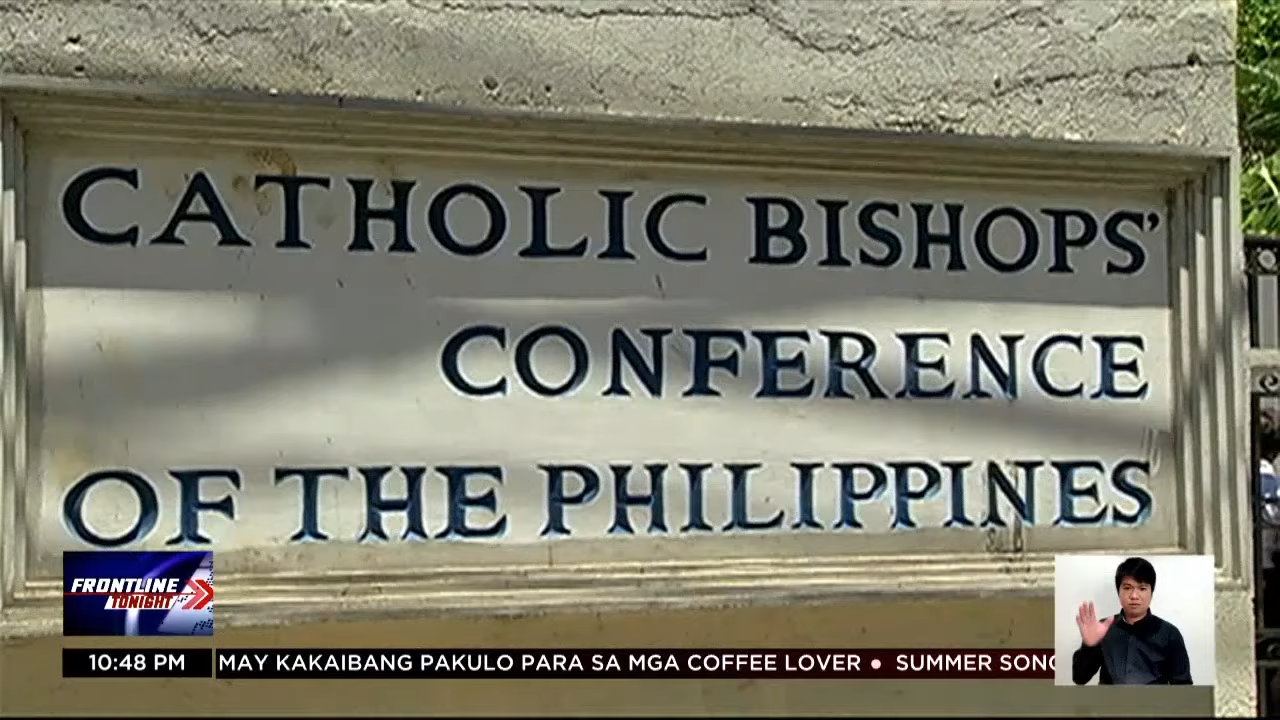 CATHOLIC BISHOPS'
CONFERENCE
OF THE PHILIPPINES
FRONTLINE
TONIGHT
10:48 PM
MAY KAKAIBANG PAKULO PARA SA MGA COFFEE LOVER • SUMMER